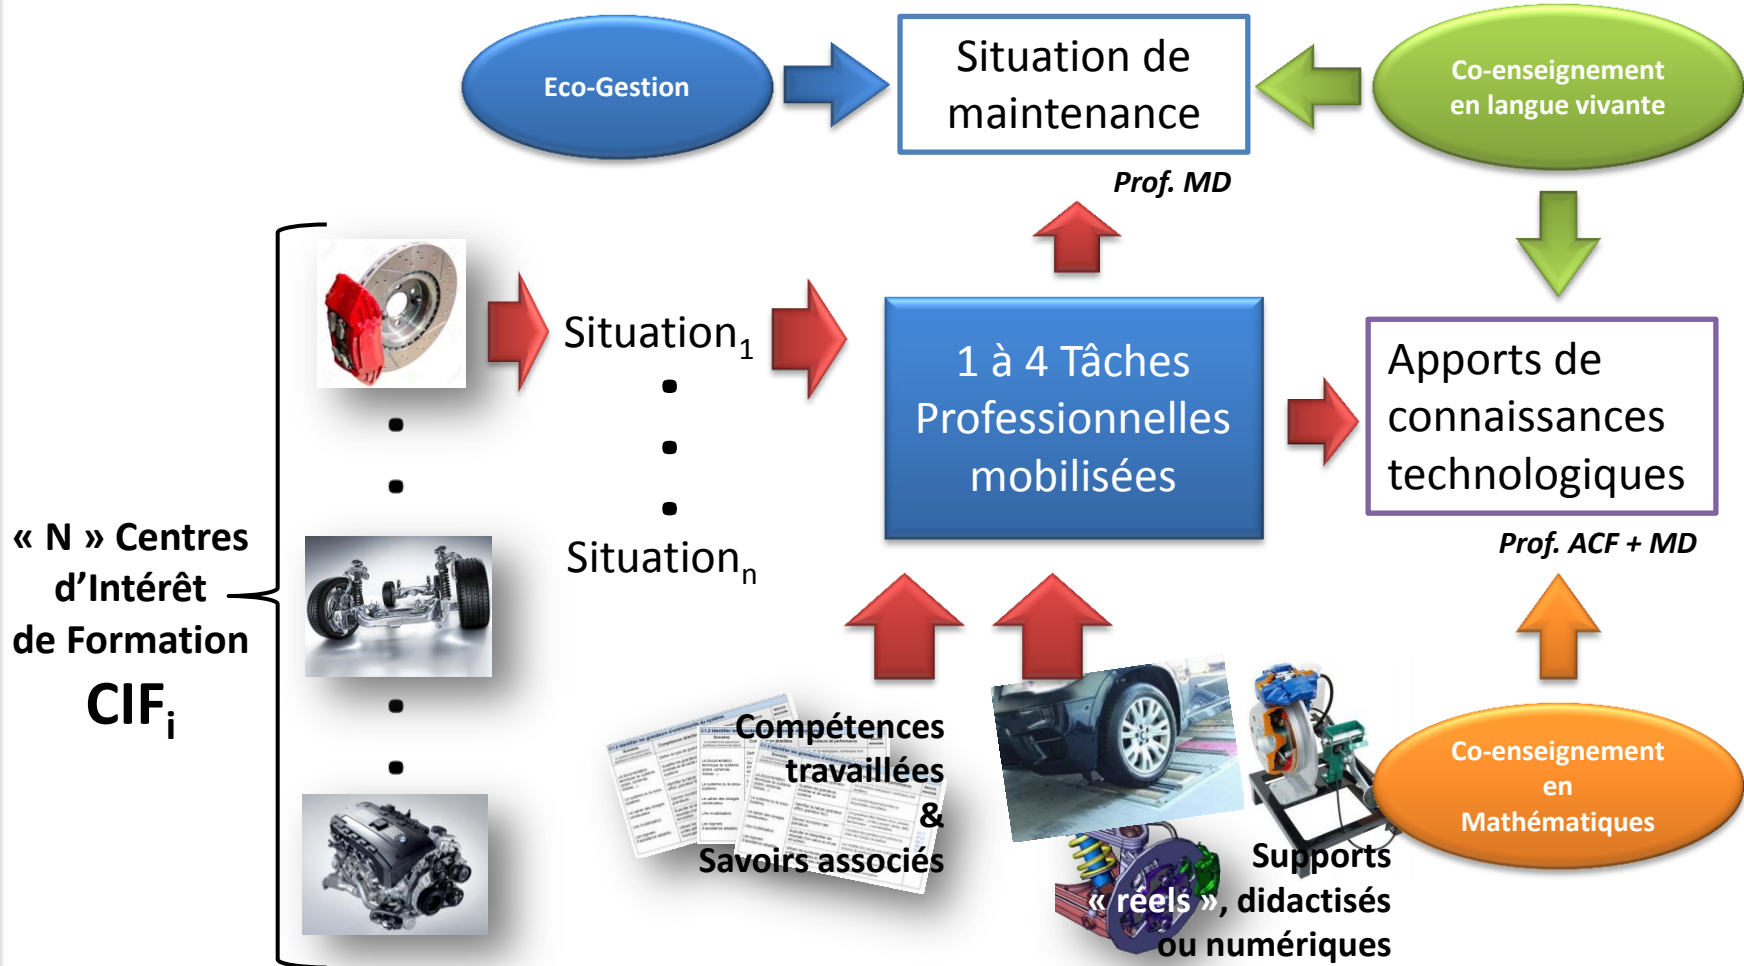 Eco-Gestion
Situation de
maintenance
Co-enseignement
en langue vivante
Prof. MD
Situation1
Situationn
1 à 4 Tâches
Professionnelles
mobilisées
Apports de
connaissances
technologiques
Prof. ACF + MD
« N » Centres
d’Intérêt
de Formation
CIFi
Compétences
travaillées
&
Savoirs associés
Supports
« réels », didactisés
ou numériques
Co-enseignement
en
Mathématiques